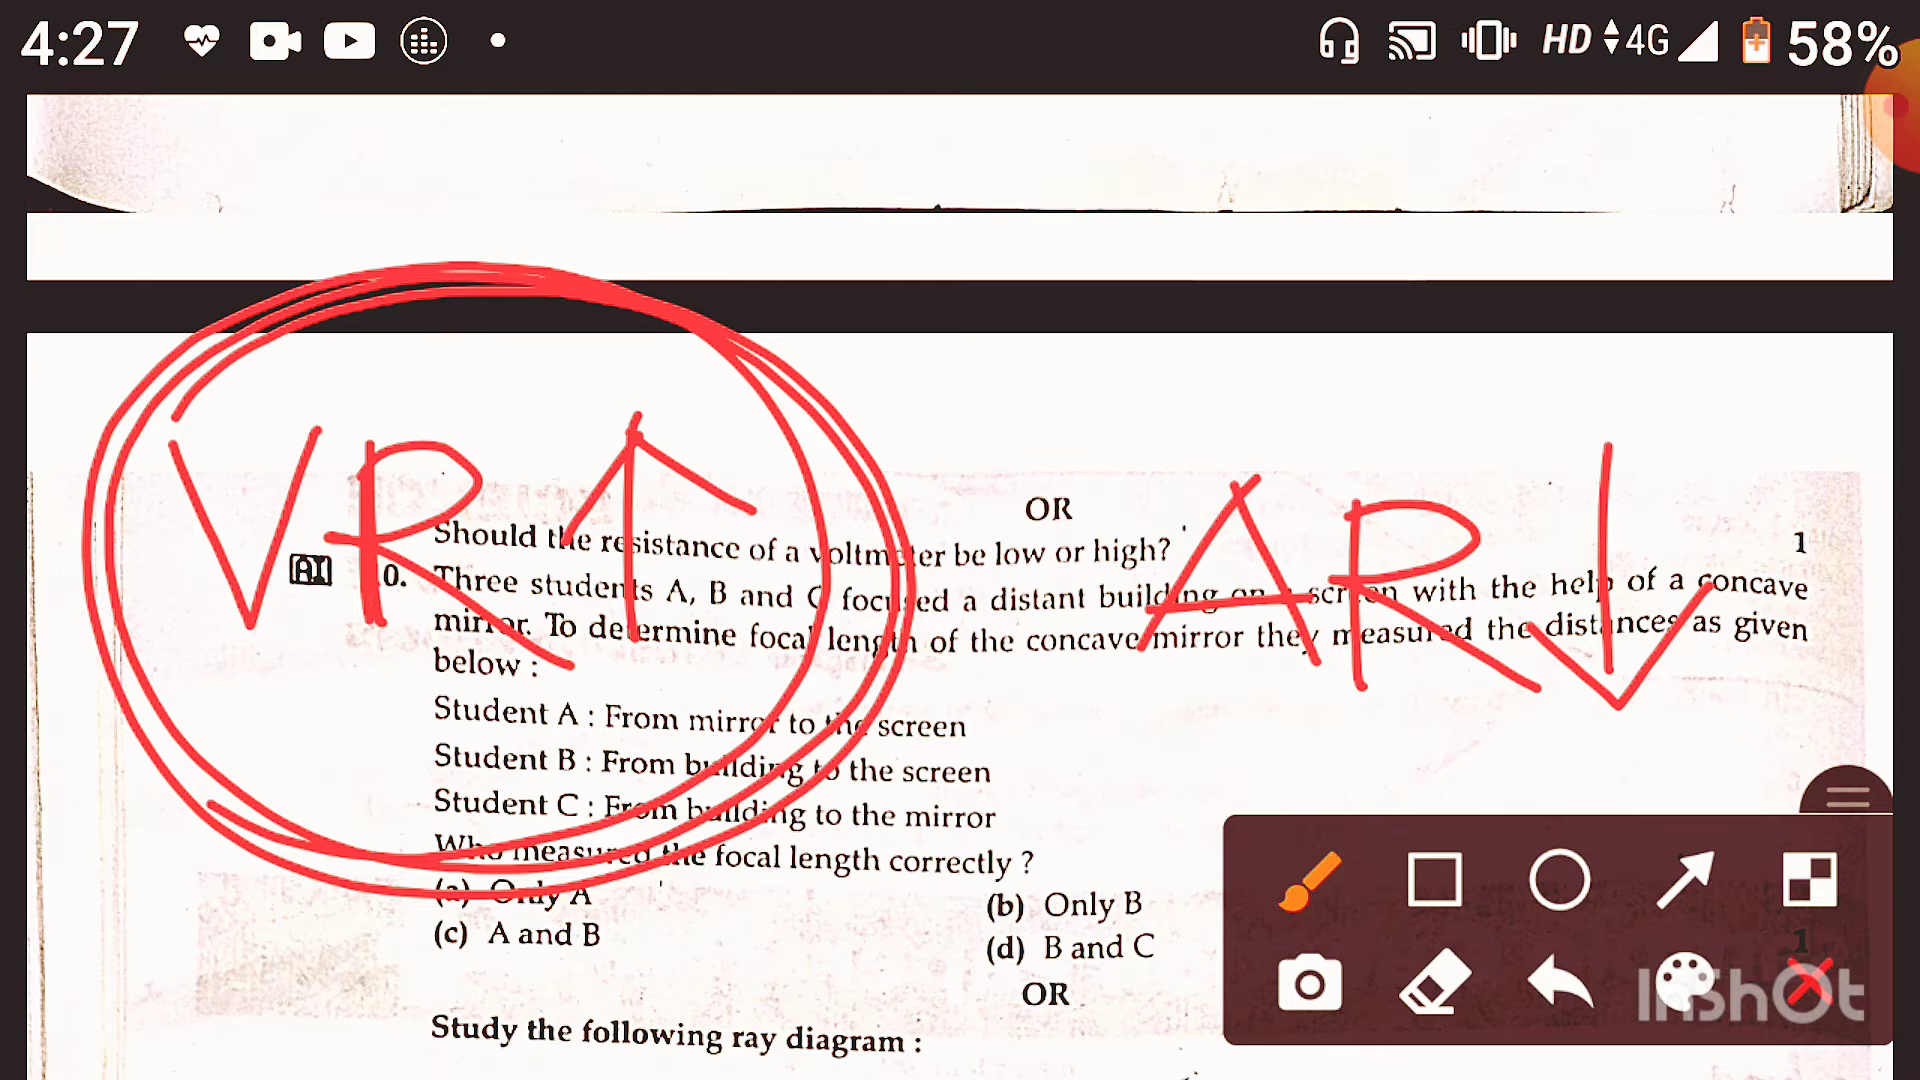 4:27 HD 4G 58%
OR
Should the resistance of a voltmeter be low or high? 1
AI 0. Three students A, B and C focused a distant building on screen with the help of a concave
mirror. To determine focal length of the concave mirror they measured the distances as given
below :
Student A : From mirror to the screen
Student B : From building to the screen
Student C : From building to the mirror
Who measured the focal length correctly ?
(a) Only A (b) Only B
(c) A and B (d) B and C 1
OR
Study the following ray diagram :
VR↑ AR↓
InShOt